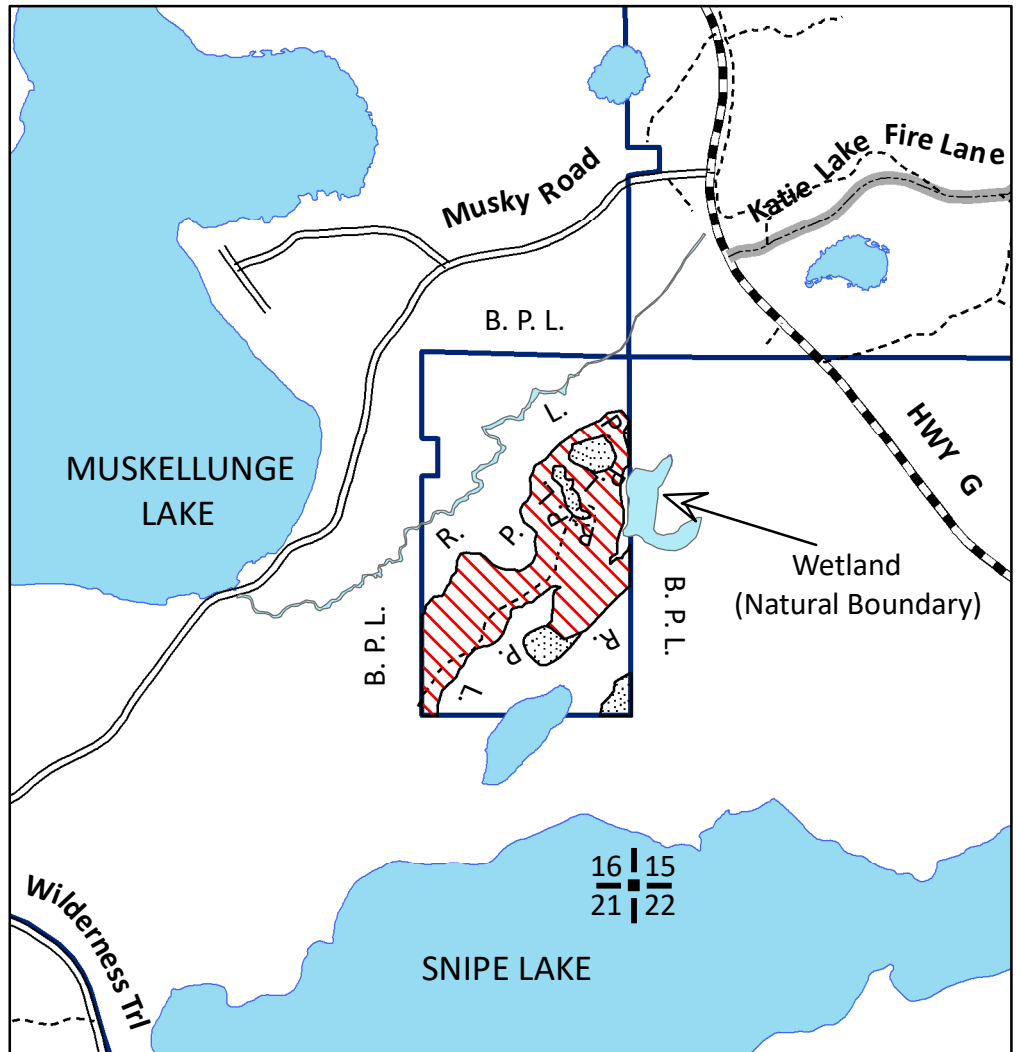 Musky Road
Katie Lake Fire Lane
B. P. L.
HWY G
MUSKELLUNGE
LAKE
L.
P.
R.
L.
P.
R.
R.
P.
L.
Wetland
(Natural Boundary)
B. P. L.
B. P. L.
R.
P.
L.
16 15
21 22
Wilderness Trl
SNIPE LAKE